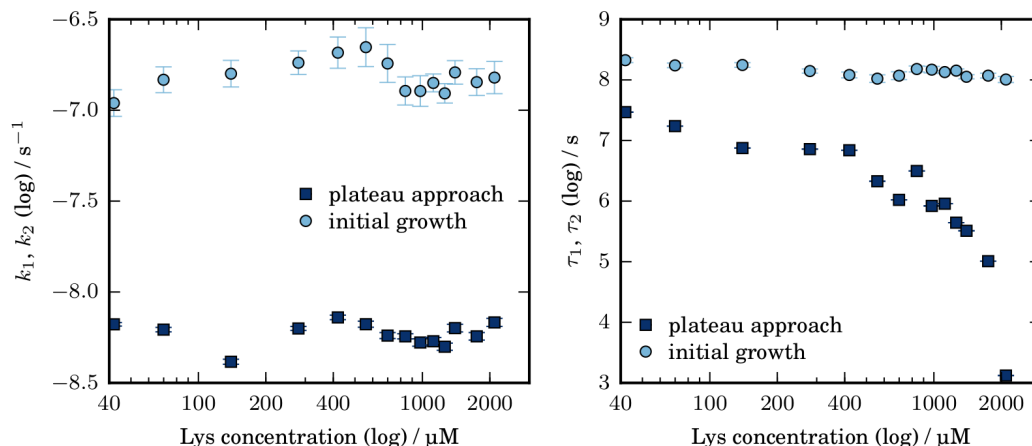 −6.5
−7.0
−7.5
−8.0
−8.5
k₁, k₂ (log) / s⁻¹
plateau approach
initial growth
40 100 200 400 1000 2000
Lys concentration (log) / µM
9
8
7
6
5
4
3
τ₁, τ₂ (log) / s
plateau approach
initial growth
40 100 200 400 1000 2000
Lys concentration (log) / µM